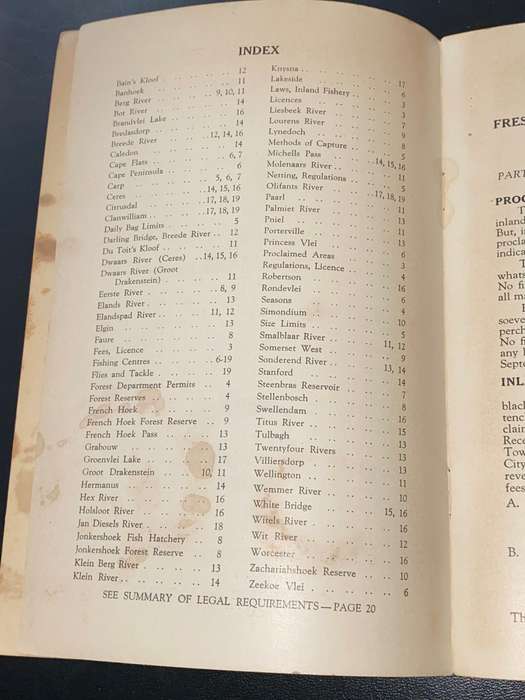 INDEX
Bain's Kloof . . 12
Banhoek . . 11
Berg River . . 9, 10, 11
Bot River . . 14
Brandvlei Lake . . 16
Bredasdorp . . 14
Breede River . . 12, 14, 16
Caledon . . 14
Cape Flats . . 6, 7
Cape Peninsula . . 6
Carp . . 5, 6, 7
Ceres . . 14, 15, 16
Citrusdal . . 17, 18, 19
Clanwilliam . . 17, 18, 19
Daily Bag Limits . . 5
Darling Bridge, Breede River . . 12
Du Toit's Kloof . . 11
Dwaars River (Ceres) . . 14, 15, 16
Dwaars River (Groot
Drakenstein) . . 11
Eerste River . . 8, 9
Elands River . . 13
Elandspad River . . 11, 12
Elgin . . 13
Faure . . 8
Fees, Licence . . 3
Fishing Centres . . 6-19
Flies and Tackle . . 19
Forest Department Permits . . 4
Forest Reserves . . 4
French Hoek . . 9
French Hoek Forest Reserve . . 9
French Hoek Pass . . 13
Grabouw . . 13
Groenvlei Lake . . 17
Groot Drakenstein . . 10, 11
Hermanus . . 14
Hex River . . 16
Holsloot River . . 16
Jan Diesels River . . 18
Jonkershoek Fish Hatchery . . 8
Jonkershoek Forest Reserve . . 8
Klein Berg River . . 13
Klein River . . 14
Knysna . . 17
Lakeside . . 6
Laws, Inland Fishery . . 3
Licences . . 3
Liesbeek River . . 7
Lourens River . . 9
Lynedoch . . 8
Methods of Capture . . 5
Michells Pass . . 14, 15, 16
Molenaars River . . 11
Netting, Regulations . . 5
Olifants River . . 17, 18, 19
Paarl . . 11
Palmiet River . . 13
Pniel . . 11
Porterville . . 13
Princess Vlei . . 6
Proclaimed Areas . . 3
Regulations, Licence . . 3
Robertson . . 16
Rondevlei . . 6
Seasons . . 4
Simondium . . 10
Size Limits . . 5
Smalblaar River . . 11, 12
Somerset West . . 9
Sonderend River . . 13, 14
Stanford . . 14
Steenbras Reservoir . . 7
Stellenbosch . . 8
Swellendam . . 16
Titus River . . 15
Tulbagh . . 13
Twentyfour Rivers . . 13
Villiersdorp . . 13
Wellington . . 11
Wemmer River . . 10
White Bridge . . 15, 16
Witels River . . 16
Wit River . . 12
Worcester . . 16
Zachariahshoek Reserve . . 10
Zeekoe Vlei . . 6
SEE SUMMARY OF LEGAL REQUIREMENTS—PAGE 20
FRES
PART
PROC
T
inland
But, i
procla
indica
T
whats
No fi
all ma
soeve
perch
No fi
any
Septe
INL
black
tenc
clain
Rece
Tow
City
reve
fees
A.
B.
Th